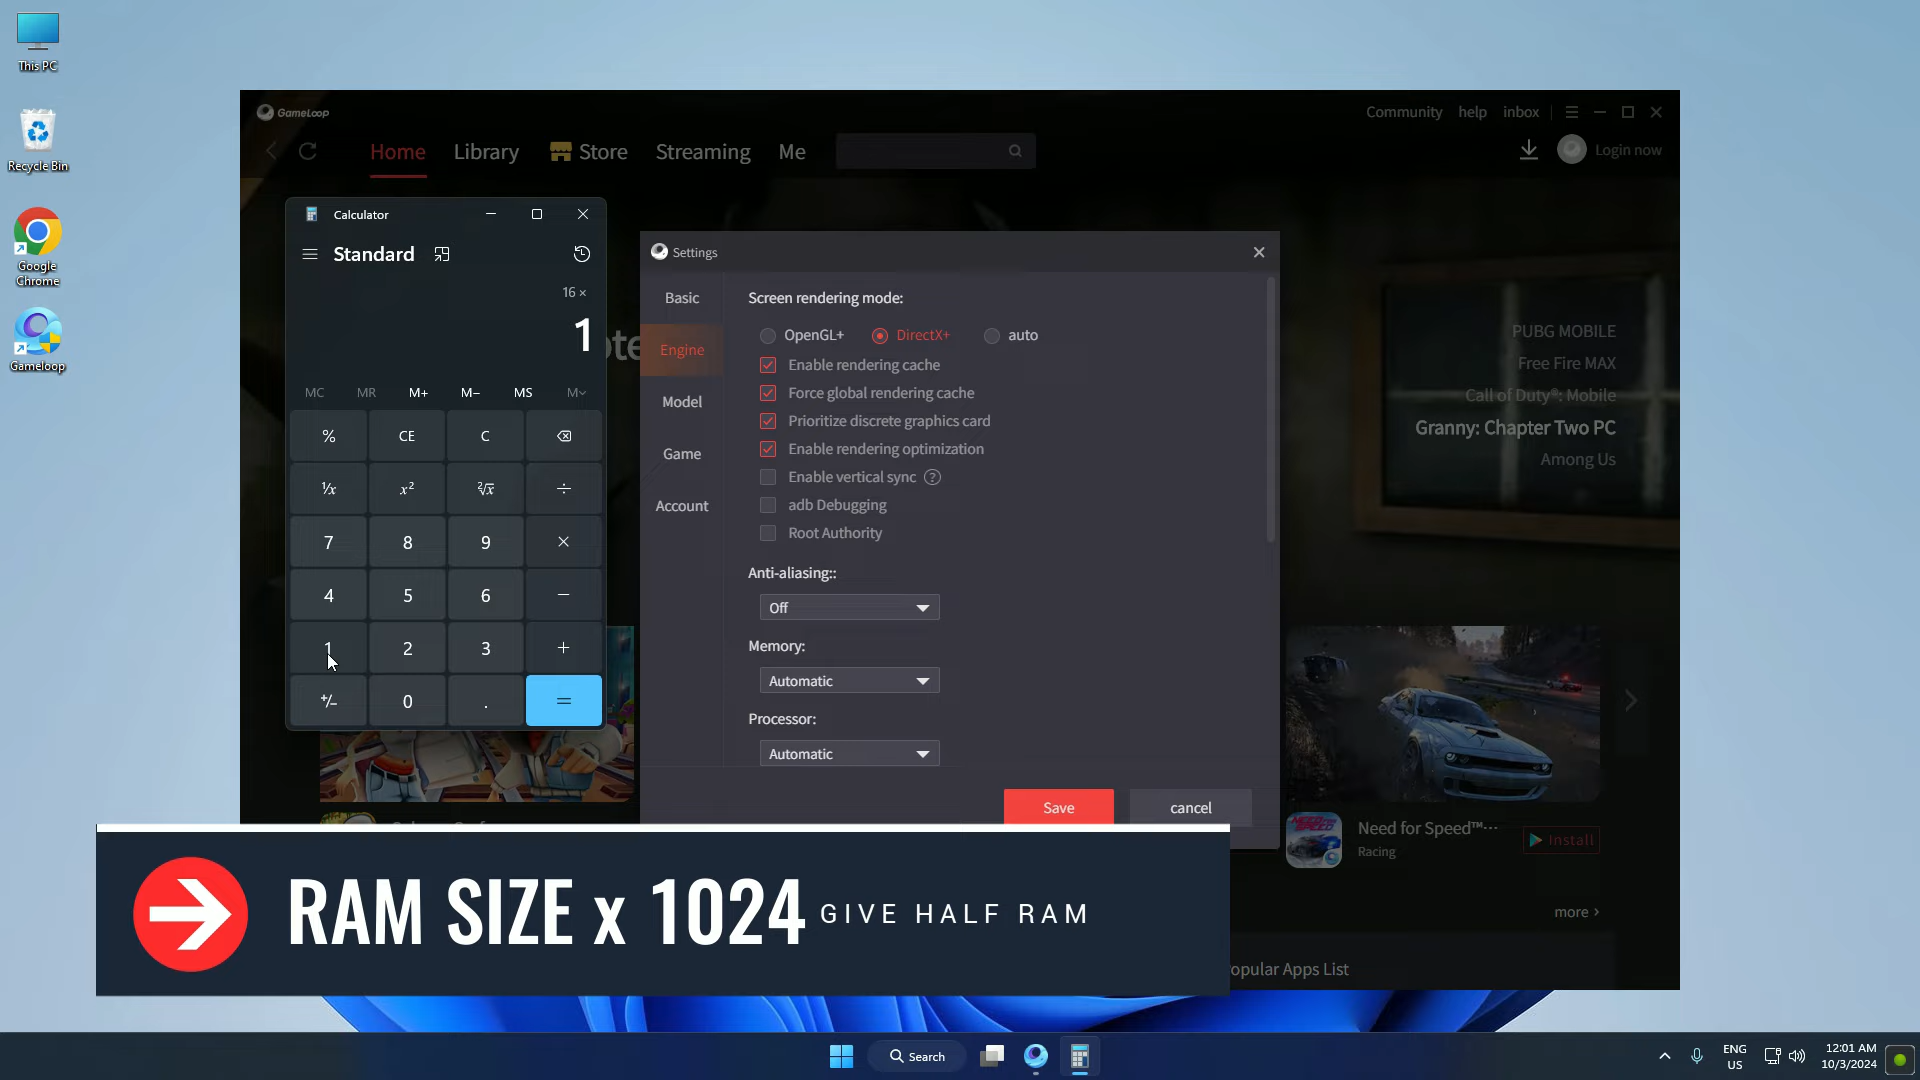 This PC
Recycle Bin
Google
Chrome
Gameloop
GameLoop
Community
help
inbox
Home
Library
Store
Streaming
Me
Login now
Calculator
Standard
16 ×
1
MC
MR
M+
M−
MS
M˅
%
CE
C
⅟x
x²
²√x
÷
7
8
9
×
4
5
6
−
1
2
3
+
+/−
0
.
=
Settings
Basic
Engine
Model
Game
Account
Screen rendering mode:
OpenGL+
DirectX+
auto
Enable rendering cache
Force global rendering cache
Prioritize discrete graphics card
Enable rendering optimization
Enable vertical sync ?
adb Debugging
Root Authority
Anti-aliasing::
Off
Memory:
Automatic
Processor:
Automatic
Save
cancel
PUBG MOBILE
Free Fire MAX
Call of Duty®: Mobile
Granny: Chapter Two PC
Among Us
Need for Speed™···
Racing
Install
more ›
opular Apps List
RAM SIZE x 1024 GIVE HALF RAM
Search
ENG
US
12:01 AM
10/3/2024